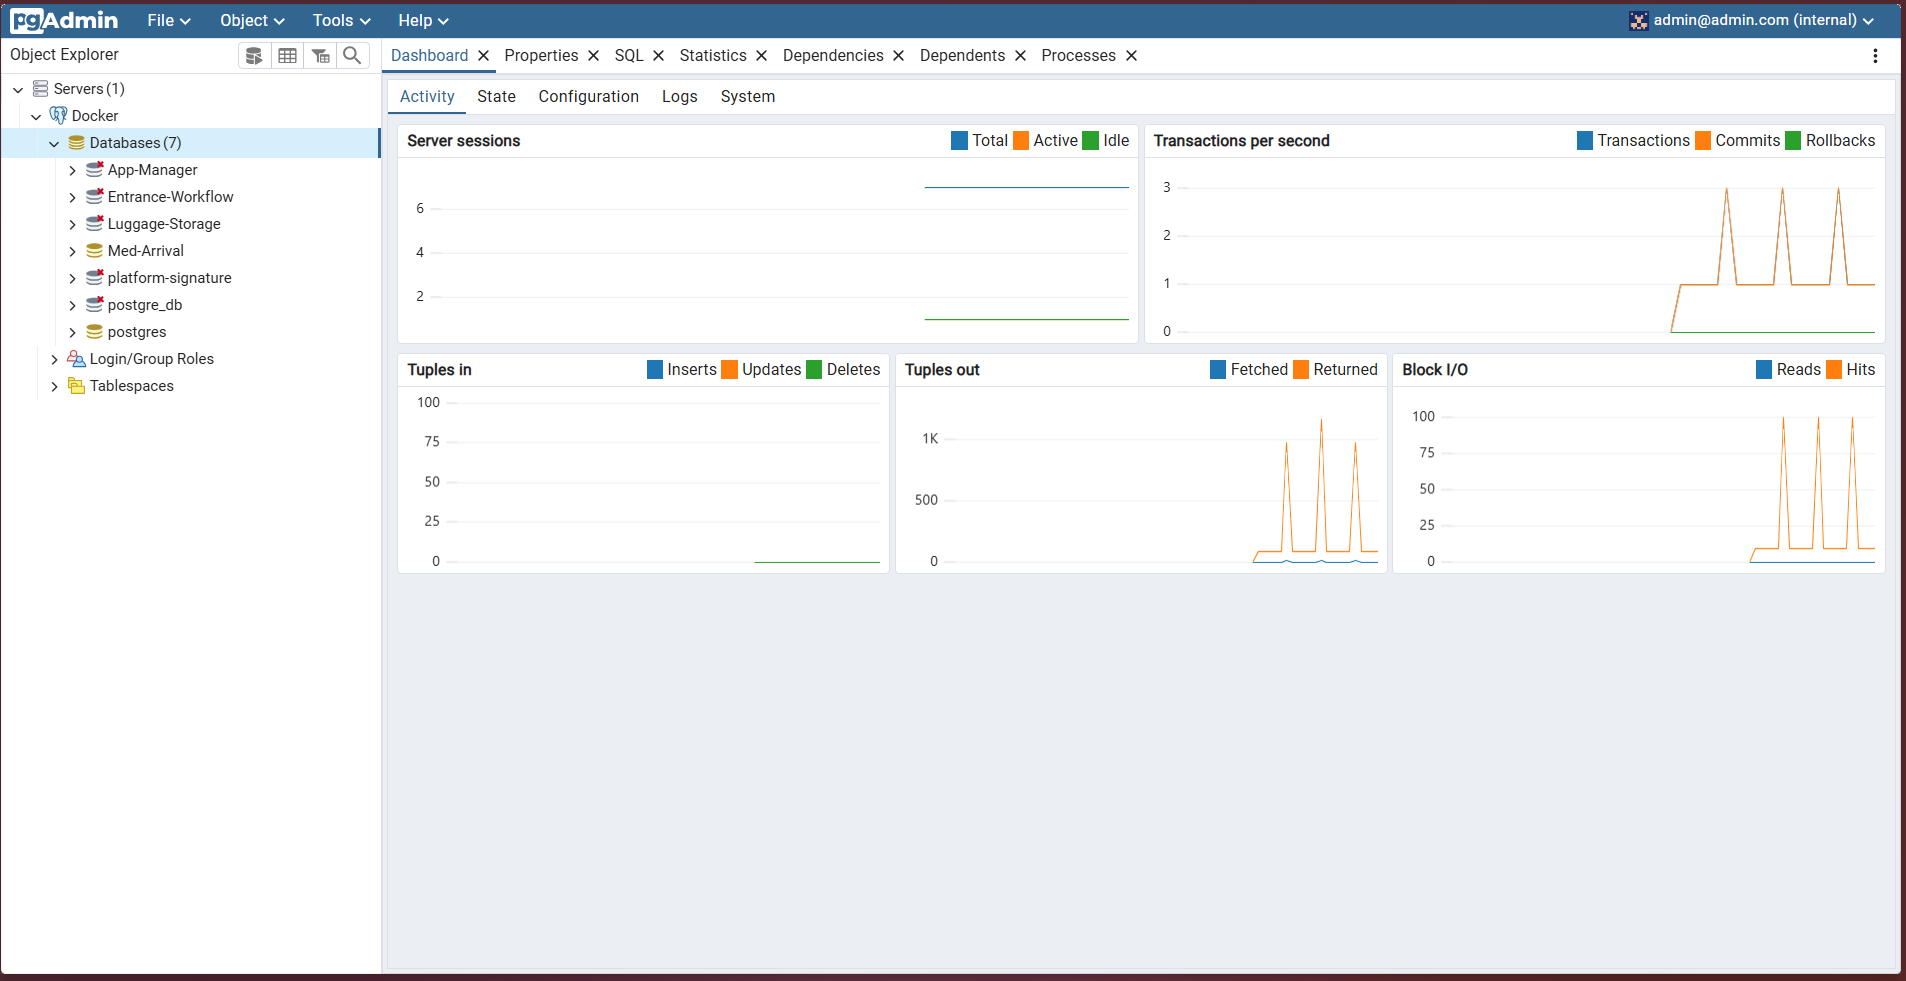 pgAdmin File Object Tools Help admin@admin.com (internal)
Object Explorer
Dashboard Properties SQL Statistics Dependencies Dependents Processes
Servers (1)
Docker
Databases (7)
App-Manager
Entrance-Workflow
Luggage-Storage
Med-Arrival
platform-signature
postgre_db
postgres
Login/Group Roles
Tablespaces
Activity State Configuration Logs System
Server sessions Total Active Idle
6
4
2
Transactions per second Transactions Commits Rollbacks
3
2
1
0
Tuples in Inserts Updates Deletes
100
75
50
25
0
Tuples out Fetched Returned
1K
500
0
Block I/O Reads Hits
100
75
50
25
0